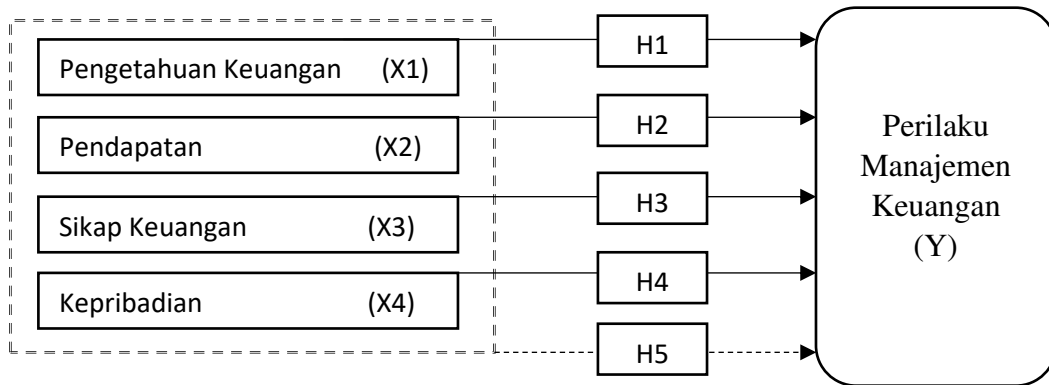 Pengetahuan Keuangan (X1)
H1
Pendapatan (X2)
H2
Sikap Keuangan (X3)
H3
Kepribadian (X4)
H4
H5
Perilaku
Manajemen
Keuangan
(Y)